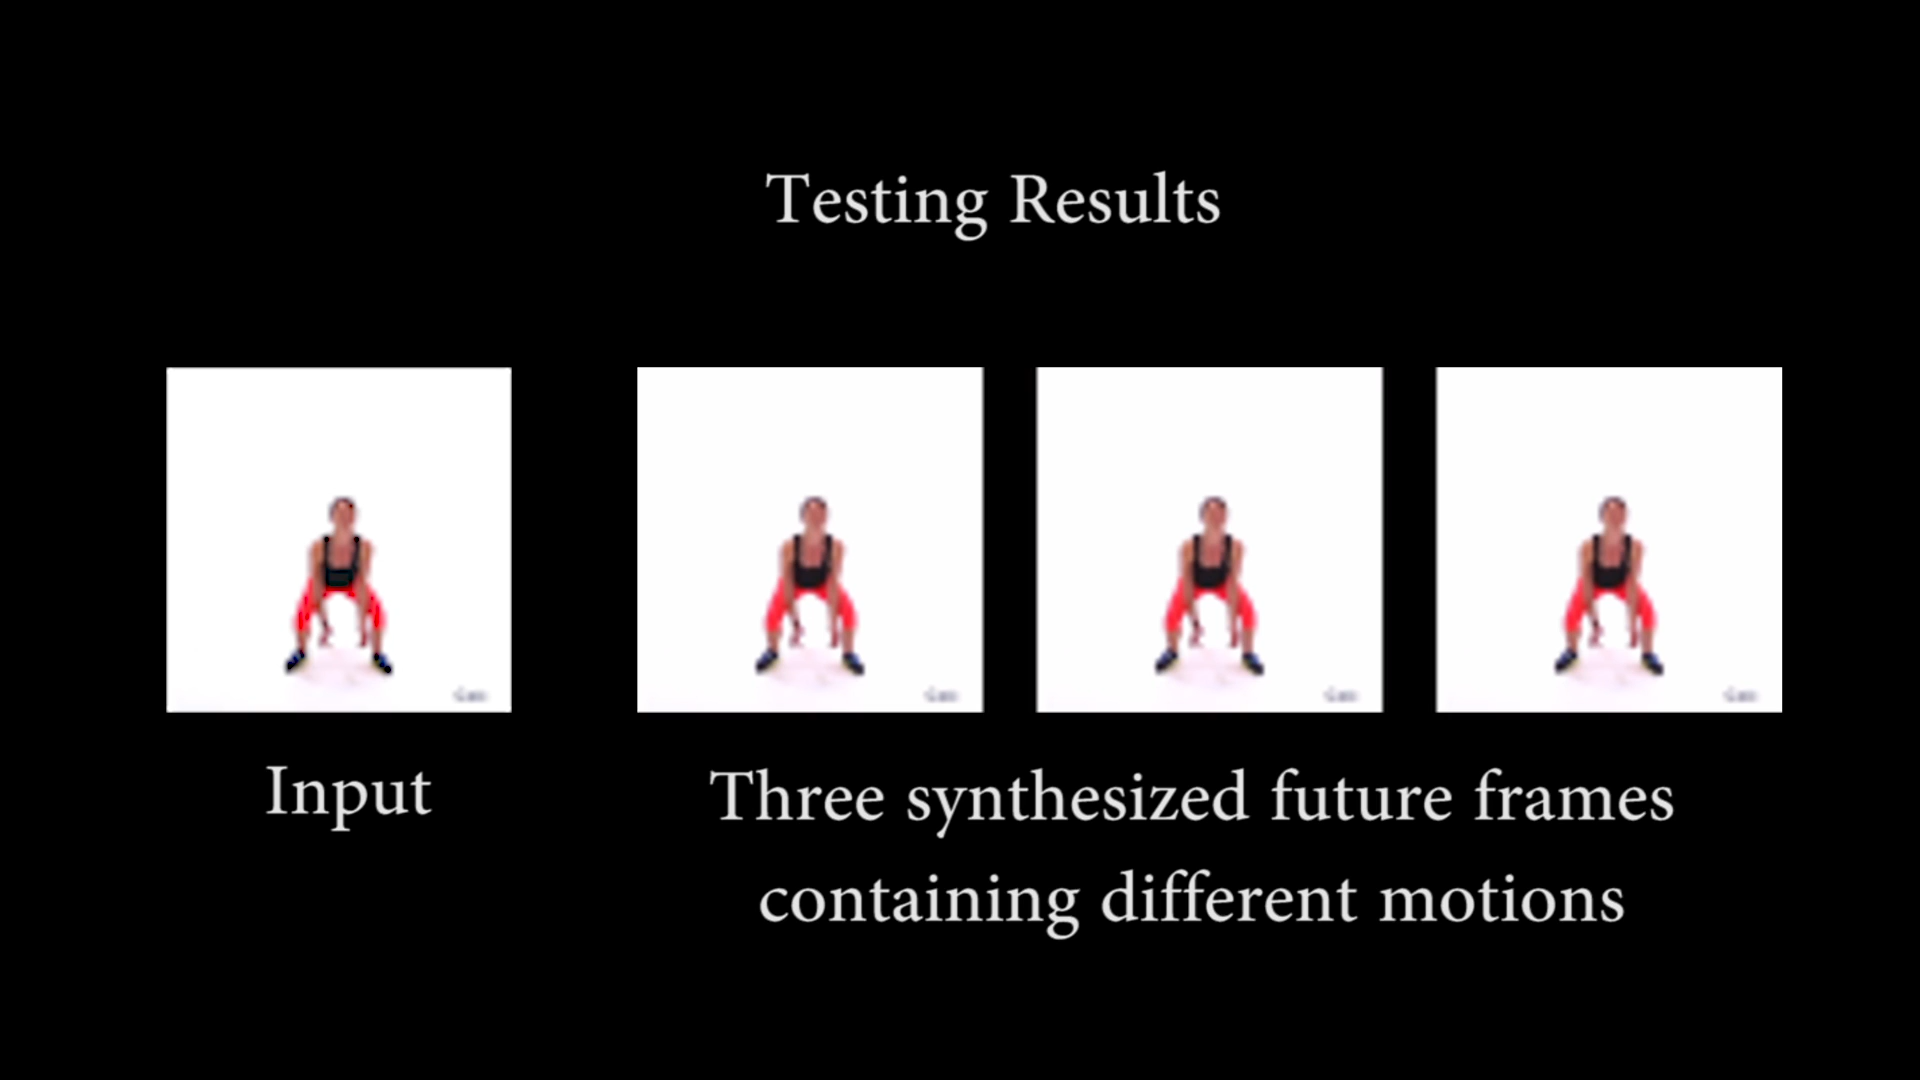 Testing Results
Input
Three synthesized future frames
containing different motions